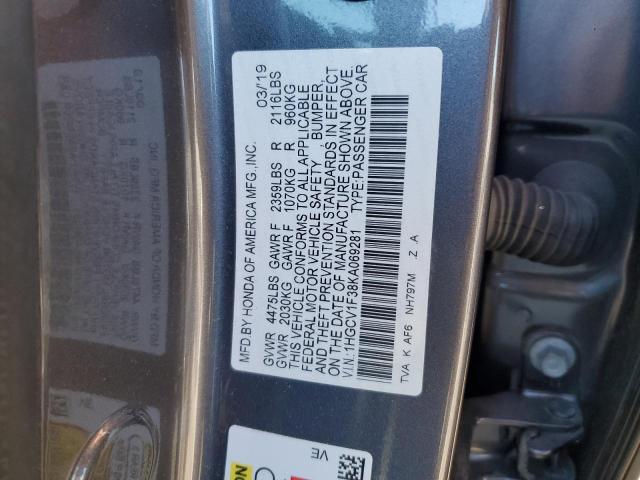 MFD.BY HONDA OF AMERICA MFG.,INC. 03/19
GVWR 4475LBS GAWR F 2359LBS R 2116LBS
GVWR 2030KG GAWR F 1070KG R 960KG
THIS VEHICLE CONFORMS TO ALL APPLICABLE
FEDERAL MOTOR VEHICLE SAFETY, BUMPER,
AND THEFT PREVENTION STANDARDS IN EFFECT
ON THE DATE OF MANUFACTURE SHOWN ABOVE.
V.I.N.:1HGCV1F38KA069281 TYPE:PASSENGER CAR
TVA K AF6 NH797M .Z .A
VE